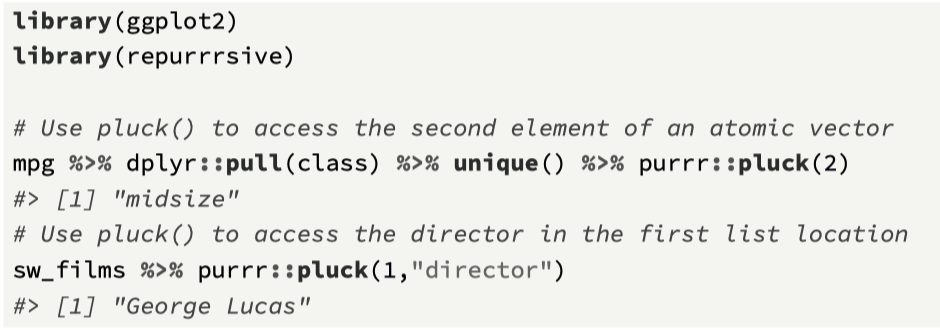 library(ggplot2)
library(repurrrsive)
# Use pluck() to access the second element of an atomic vector
mpg %>% dplyr::pull(class) %>% unique() %>% purrr::pluck(2)
#> [1] "midsize"
# Use pluck() to access the director in the first list location
sw_films %>% purrr::pluck(1,"director")
#> [1] "George Lucas"